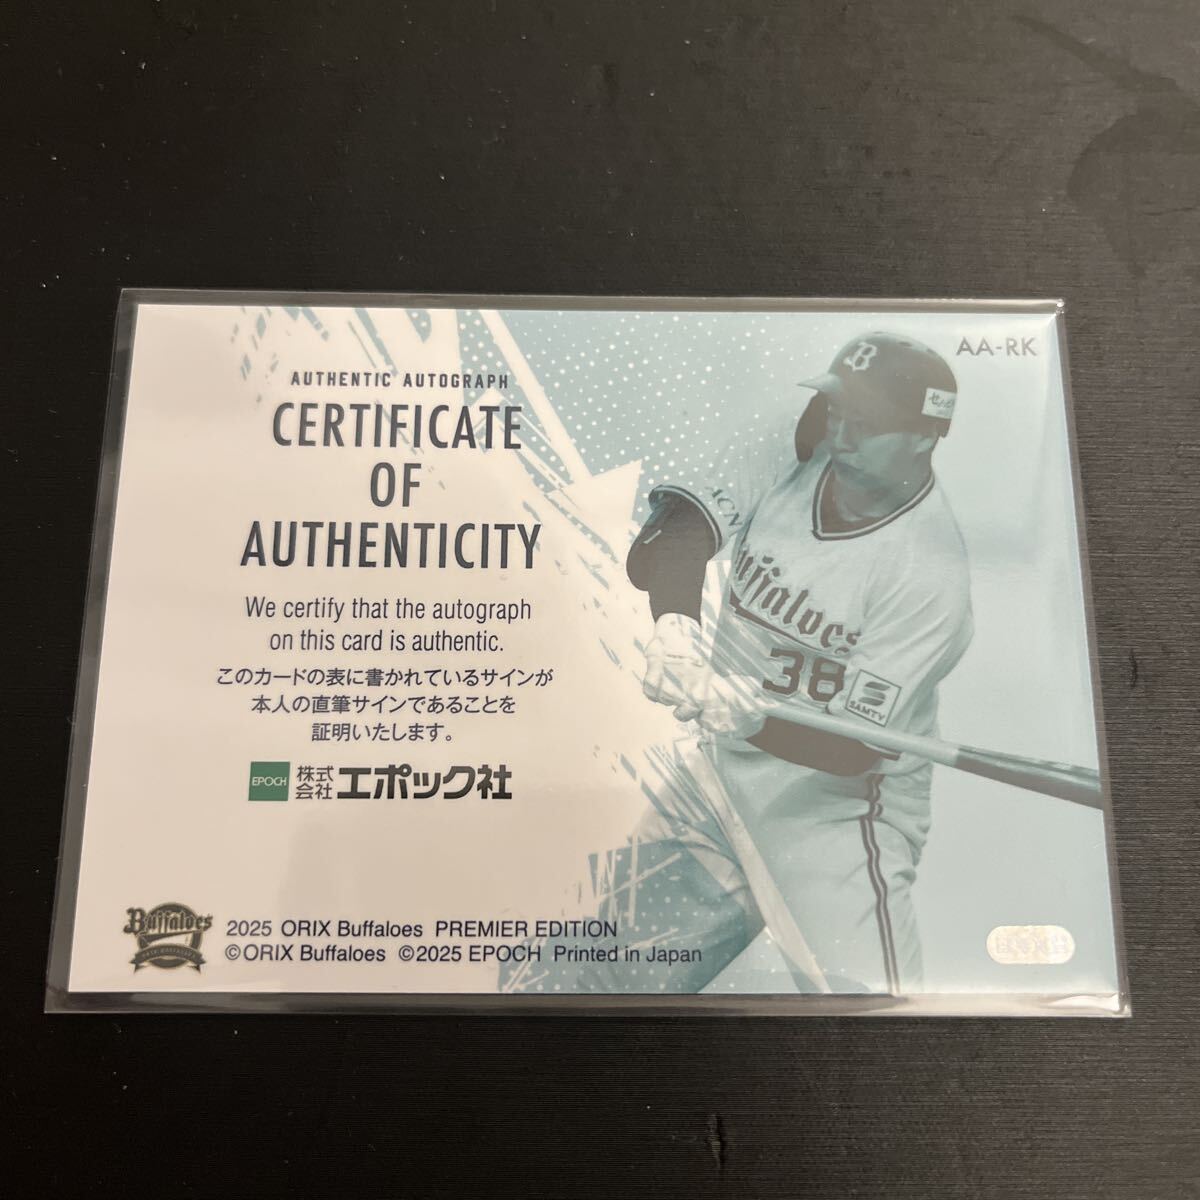 AA-RK
AUTHENTIC AUTOGRAPH
CERTIFICATE
OF
AUTHENTICITY
We certify that the autograph
on this card is authentic.
このカードの表に書かれているサインが
本人の直筆サインであることを
証明いたします。
EPOCH 株式会社 エポック社
B
ACN
Buffaloes
38
SAMTY
Buffaloes
2025 ORIX Buffaloes PREMIER EDITION
©ORIX Buffaloes ©2025 EPOCH Printed in Japan
EPOCH